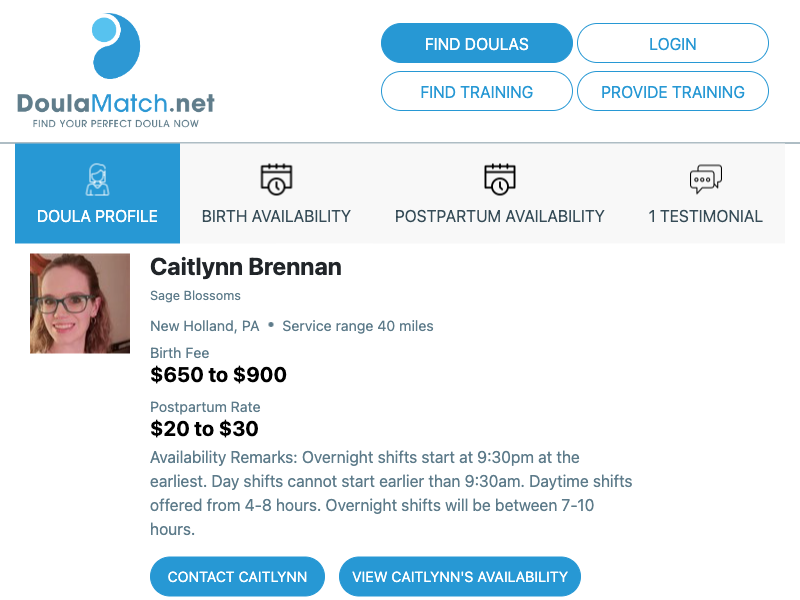 DoulaMatch.net
FIND YOUR PERFECT DOULA NOW
FIND DOULAS
LOGIN
FIND TRAINING
PROVIDE TRAINING
DOULA PROFILE
BIRTH AVAILABILITY
POSTPARTUM AVAILABILITY
1 TESTIMONIAL
Caitlynn Brennan
Sage Blossoms
New Holland, PA • Service range 40 miles
Birth Fee
$650 to $900
Postpartum Rate
$20 to $30
Availability Remarks: Overnight shifts start at 9:30pm at the
earliest. Day shifts cannot start earlier than 9:30am. Daytime shifts
offered from 4-8 hours. Overnight shifts will be between 7-10
hours.
CONTACT CAITLYNN
VIEW CAITLYNN'S AVAILABILITY